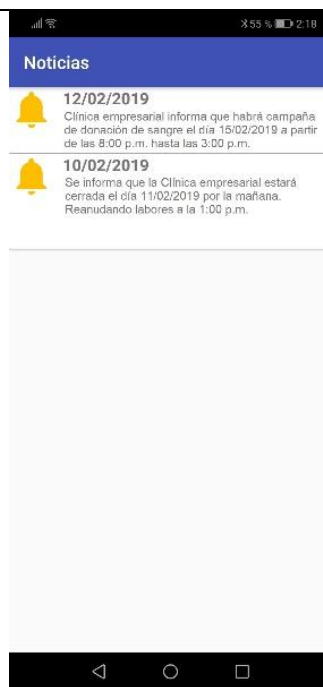 55 % 2:18
Noticias
12/02/2019
Clínica empresarial informa que habrá campaña
de donación de sangre el día 15/02/2019 a partir
de las 8:00 p.m. hasta las 3:00 p.m.
10/02/2019
Se informa que la Clínica empresarial estará
cerrada el día 11/02/2019 por la mañana.
Reanudando labores a la 1:00 p.m.